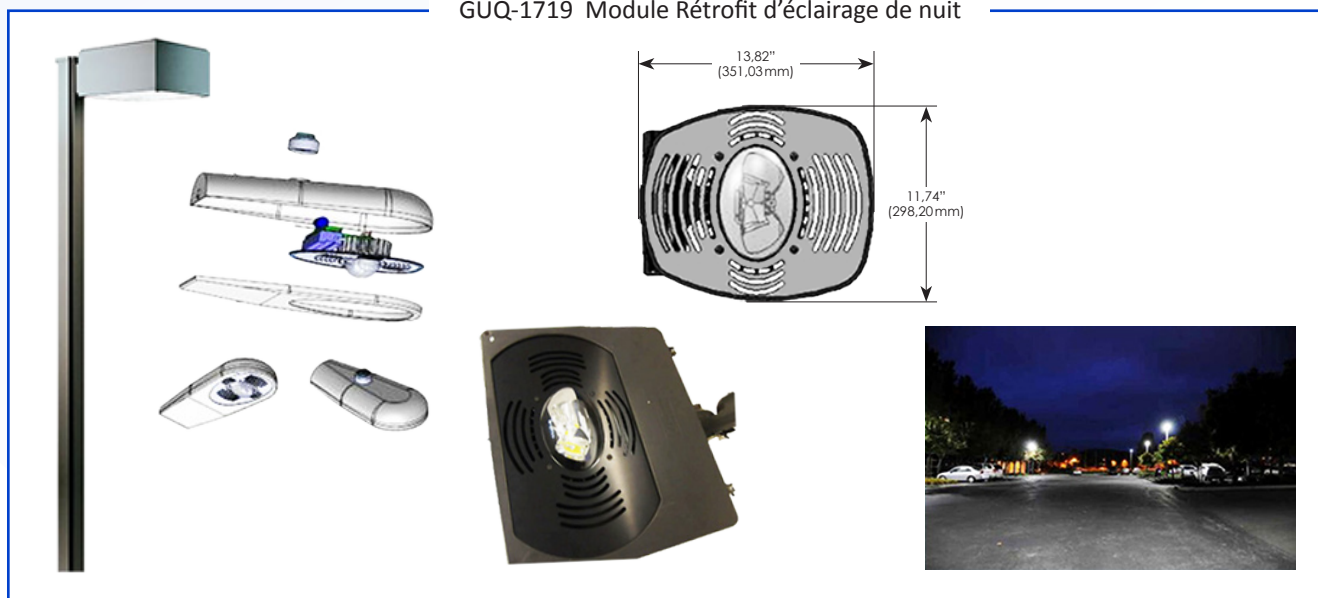 GUQ-1719 Module Rétrofit d’éclairage de nuit
13,82”
(351,03mm)
11,74”
(298,20mm)